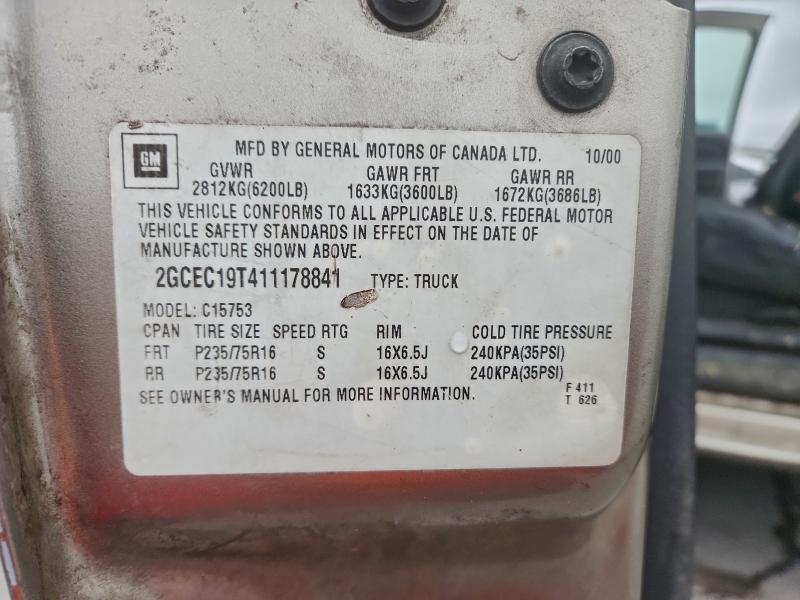 GM
MFD BY GENERAL MOTORS OF CANADA LTD. 10/00
GVWR GAWR FRT GAWR RR
2812KG(6200LB) 1633KG(3600LB) 1672KG(3686LB)
THIS VEHICLE CONFORMS TO ALL APPLICABLE U.S. FEDERAL MOTOR
VEHICLE SAFETY STANDARDS IN EFFECT ON THE DATE OF
MANUFACTURE SHOWN ABOVE.
2GCEC19T411178841 TYPE: TRUCK
MODEL: C15753
CPAN TIRE SIZE SPEED RTG RIM COLD TIRE PRESSURE
FRT P235/75R16 S 16X6.5J 240KPA(35PSI)
RR P235/75R16 S 16X6.5J 240KPA(35PSI)
SEE OWNER'S MANUAL FOR MORE INFORMATION.
F 411
T 626